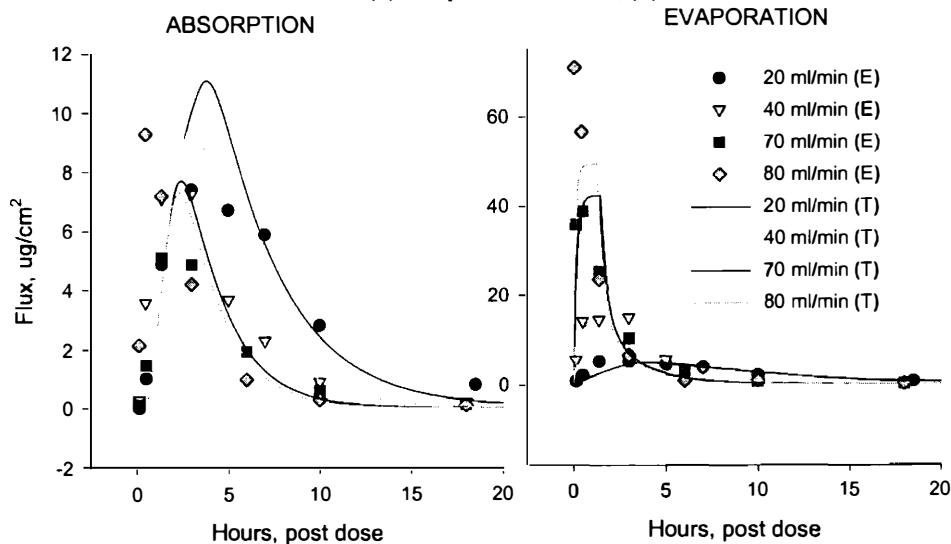 ABSORPTION
EVAPORATION
12
10
8
6
4
2
0
-2
Flux, ug/cm²
0
5
10
15
20
Hours, post dose
60
40
20
0
0
5
10
15
20
Hours, post dose
20 ml/min (E)
40 ml/min (E)
70 ml/min (E)
80 ml/min (E)
20 ml/min (T)
40 ml/min (T)
70 ml/min (T)
80 ml/min (T)